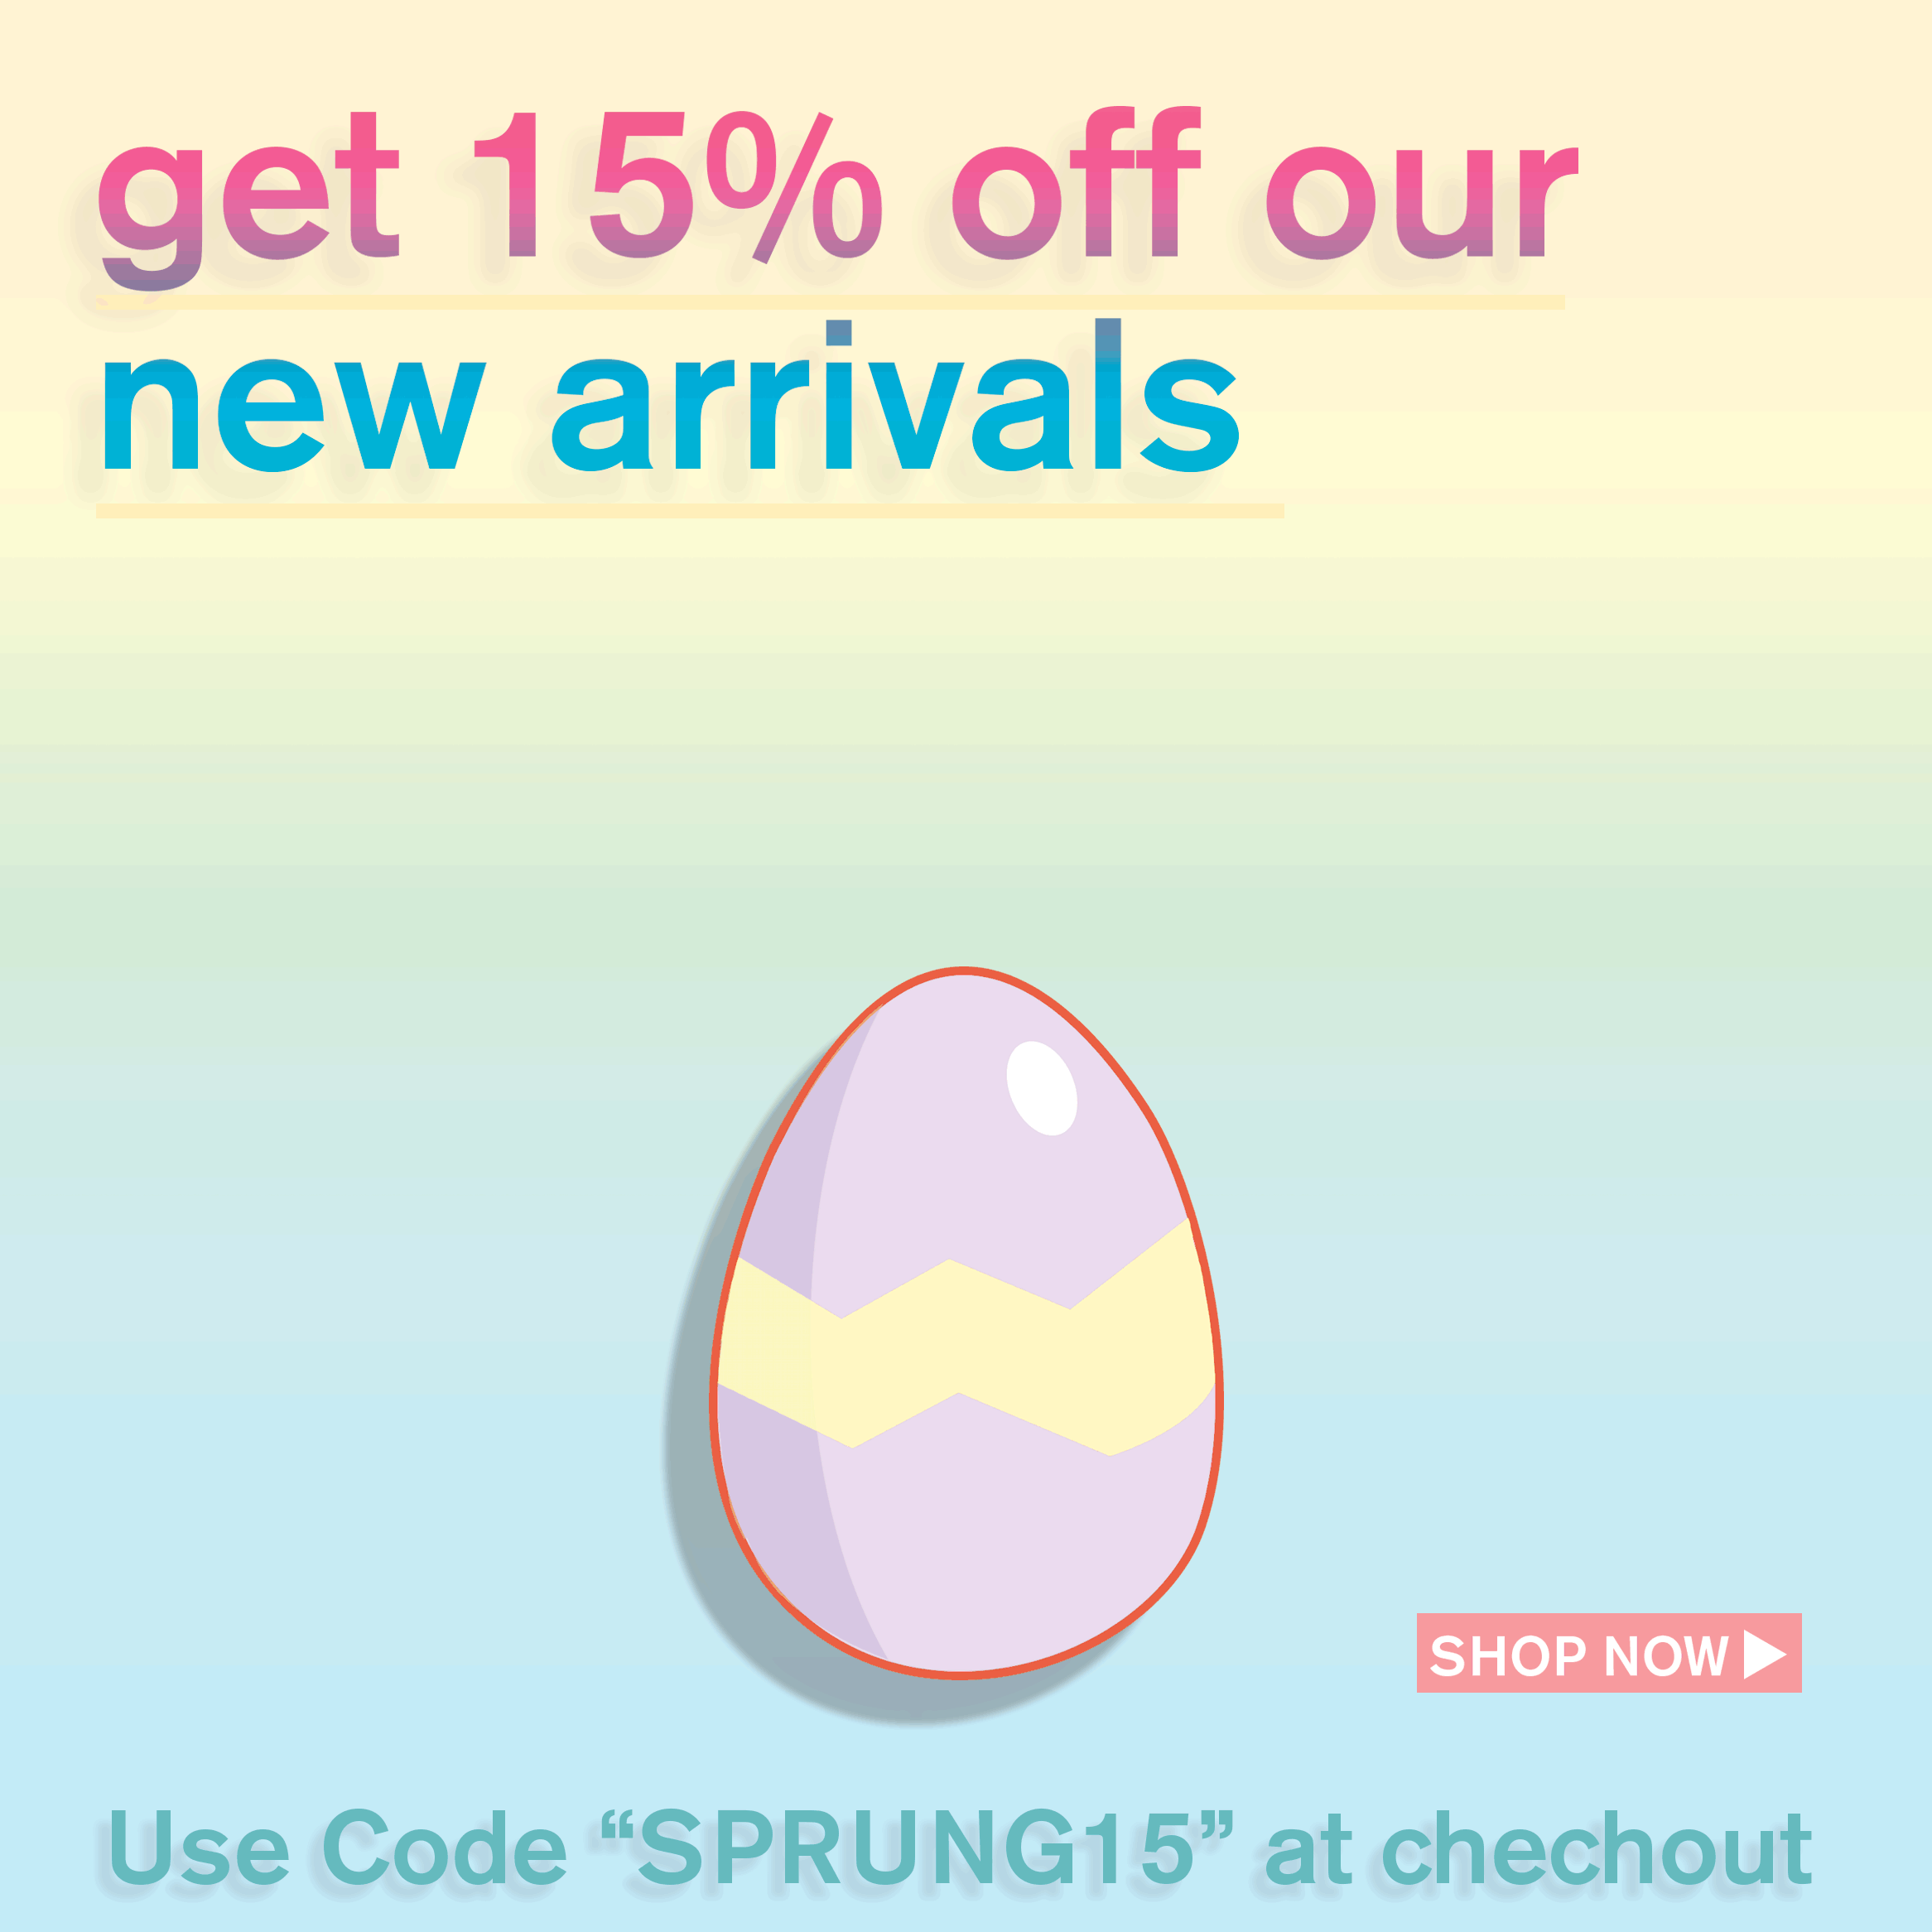 get 15% off our
new arrivals
SHOP NOW
Use Code “SPRUNG15” at chechout